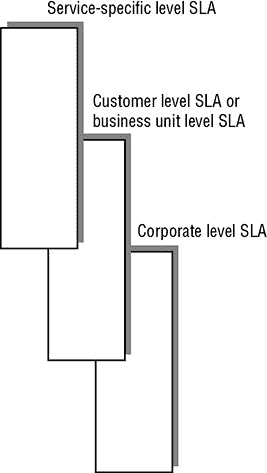 Service-specific level SLA
Customer level SLA or
business unit level SLA
Corporate level SLA